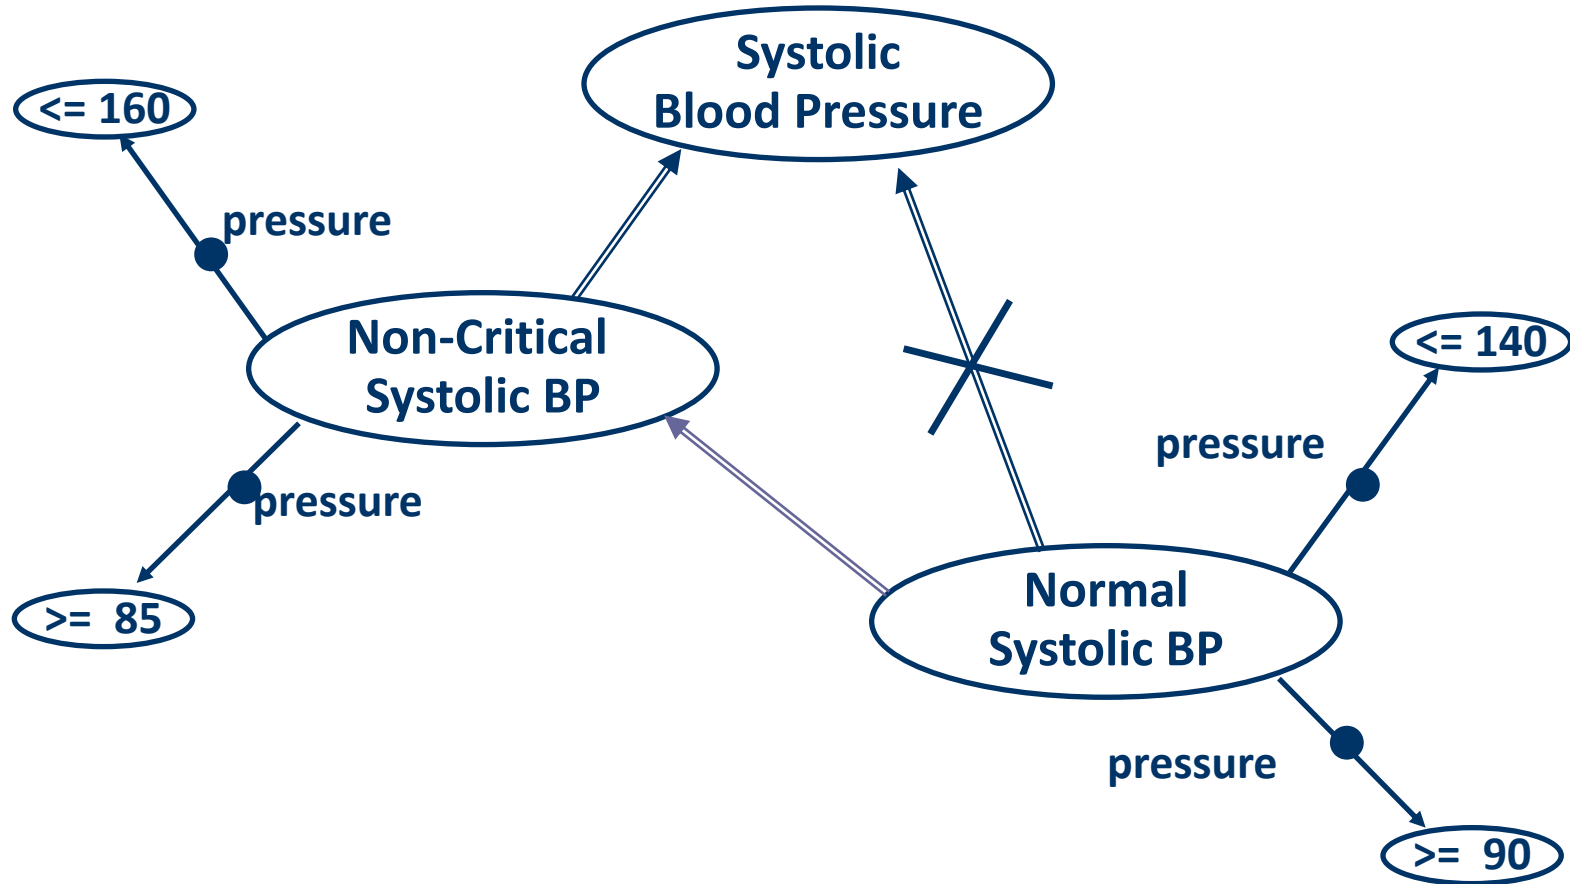 Systolic
Blood Pressure
<= 160
pressure
Non-Critical
Systolic BP
<= 140
pressure
pressure
>= 85
Normal
Systolic BP
pressure
>= 90